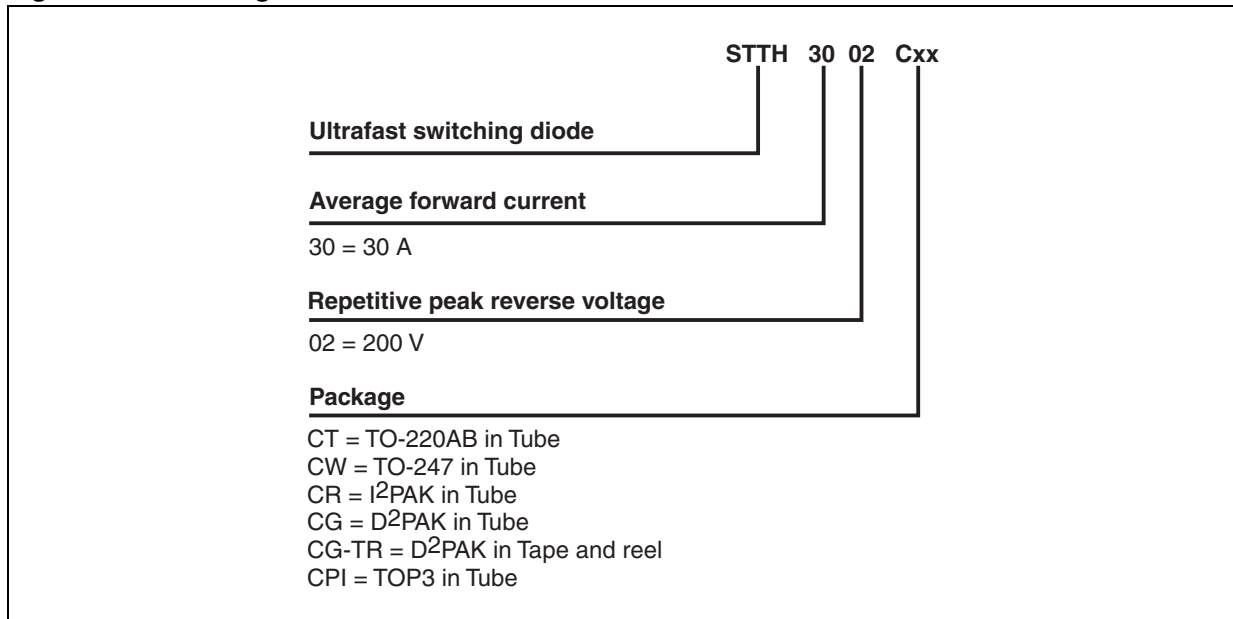 STTH 30 02 Cxx
Ultrafast switching diode
Average forward current
30 = 30 A
Repetitive peak reverse voltage
02 = 200 V
Package
CT = TO-220AB in Tube
CW = TO-247 in Tube
CR = I2PAK in Tube
CG = D2PAK in Tube
CG-TR = D2PAK in Tape and reel
CPI = TOP3 in Tube